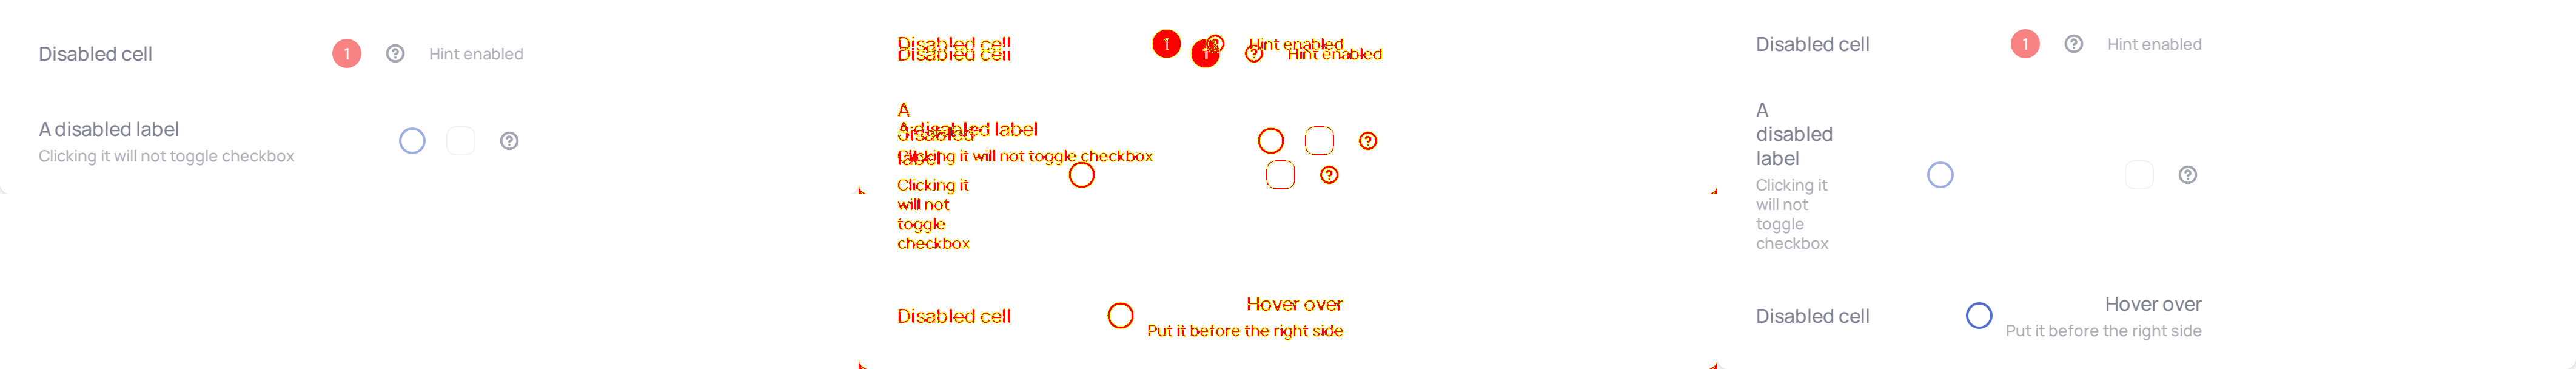 Disabled cell 1 Hint enabled
A disabled label
Clicking it will not toggle checkbox
Disabled cell 1 Hint enabled
Disabled cell 1 Hint enabled
A
A disabled label
disabled
Clicking it will not toggle checkbox
label
Clicking it
will not
toggle
checkbox
Disabled cell
Hover over
Put it before the right side
Disabled cell 1 Hint enabled
A
disabled
label
Clicking it
will not
toggle
checkbox
Disabled cell
Hover over
Put it before the right side